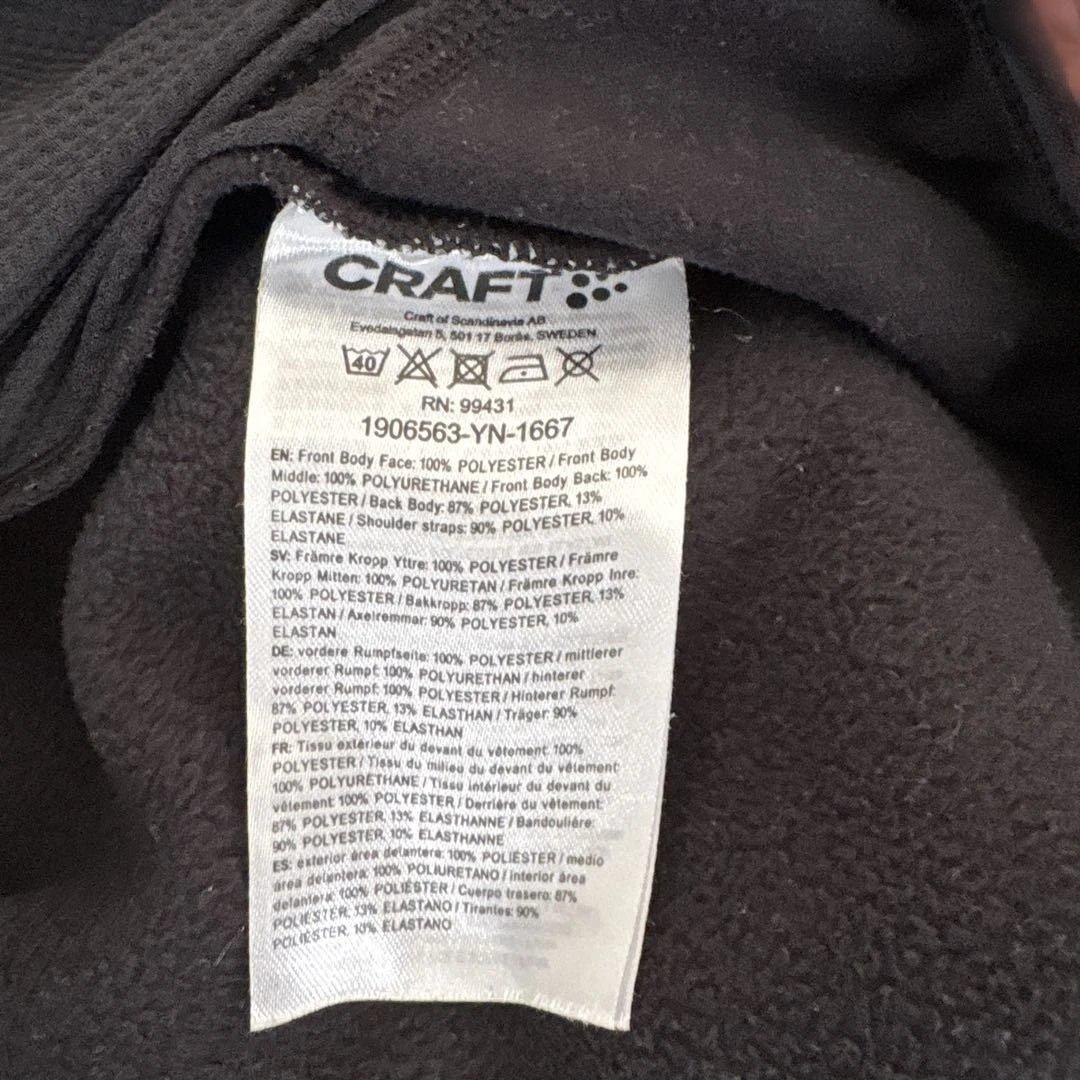 CRAFT
Craft of Scandinavia AB
Evedalsgatan 5, 501 17 Borås, SWEDEN
40
RN: 99431
1906563-YN-1667
EN: Front Body Face: 100% POLYESTER / Front Body
Middle: 100% POLYURETHANE / Front Body Back: 100%
POLYESTER / Back Body: 87% POLYESTER, 13%
ELASTANE / Shoulder straps: 90% POLYESTER, 10%
ELASTANE
SV: Främre Kropp Yttre: 100% POLYESTER / Främre
Kropp Mitten: 100% POLYURETAN / Främre Kropp Inre:
100% POLYESTER / Bakkropp: 87% POLYESTER, 13%
ELASTAN / Axelremmar: 90% POLYESTER, 10%
ELASTAN
DE: vordere Rumpfseite: 100% POLYESTER / mittlerer
vorderer Rumpf: 100% POLYURETHAN / hinterer
vorderer Rumpf: 100% POLYESTER / Hinterer Rumpf:
87% POLYESTER, 13% ELASTHAN / Träger 90%
POLYESTER, 10% ELASTHAN
FR: Tissu extérieur du devant du vêtement: 100%
POLYESTER / Tissu du milieu du devant du vêtement:
100% POLYURÉTHANE / Tissu intérieur du devant du
vêtement: 100% POLYESTER / Derrière du vêtement:
87% POLYESTER, 13% ELASTHANNE / Bandoulière:
90% POLYESTER, 10% ELASTHANNE
ES: exterior área delantera: 100% POLIÉSTER / medio
área delantera: 100% POLIURETANO / interior área
delantera: 100% POLIÉSTER / Cuerpo trasero: 87%
POLIÉSTER, 13% ELASTANO / Tirantes: 90%
POLIÉSTER, 10% ELASTANO